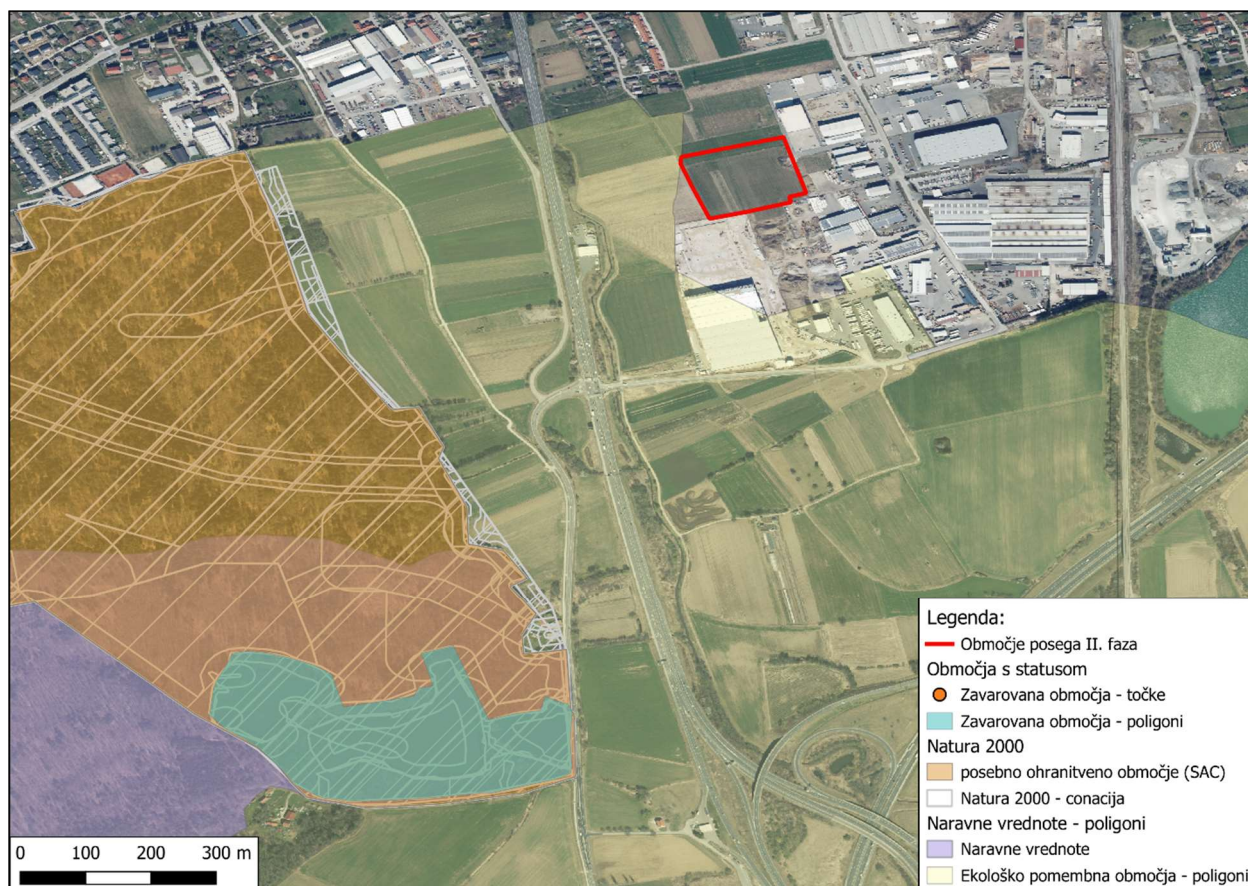 Legenda:
Območje posega II. faza
Območja s statusom
Zavarovana območja - točke
Zavarovana območja - poligoni
Natura 2000
posebno ohranitveno območje (SAC)
Natura 2000 - conacija
Naravne vrednote - poligoni
Naravne vrednote
Ekološko pomembna območja - poligoni
0 100 200 300 m